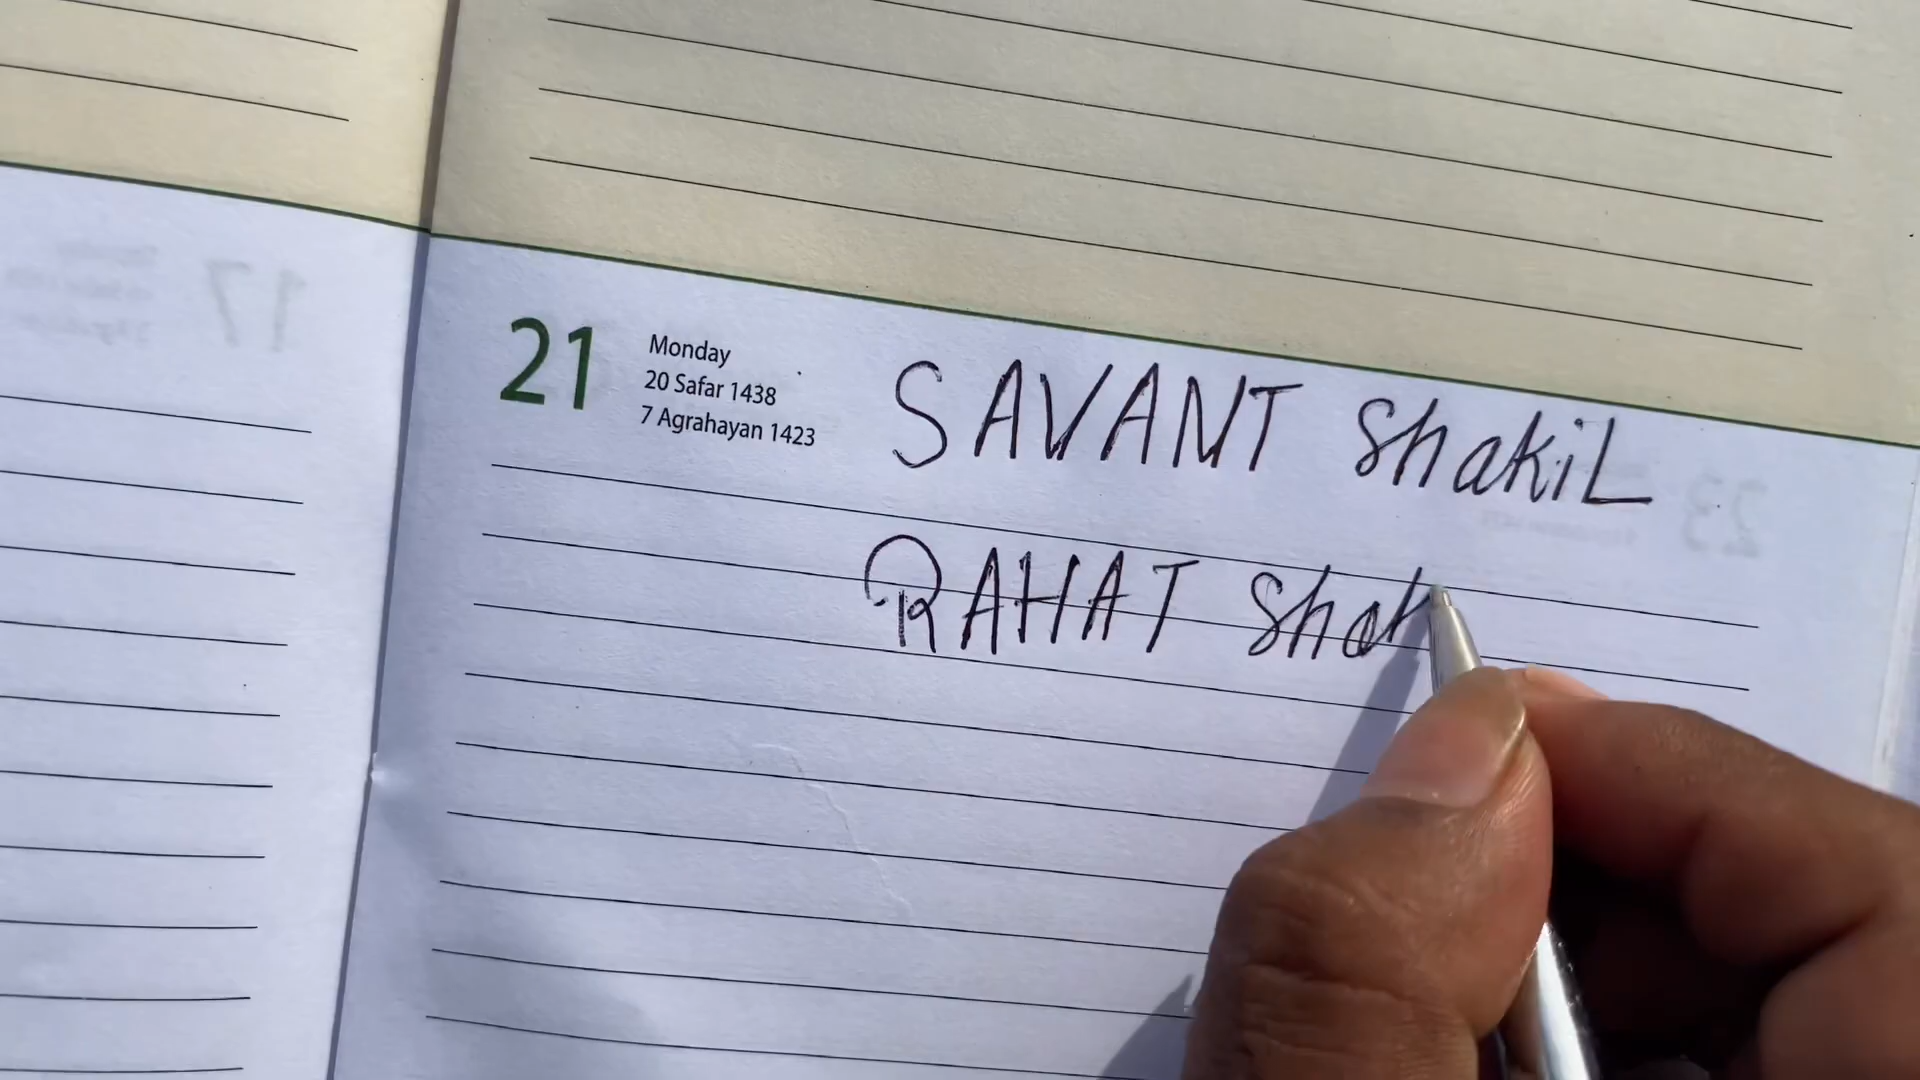 21
Monday
20 Safar 1438
7 Agrahayan 1423
SAVANT ShakiL
RAHAT Shak